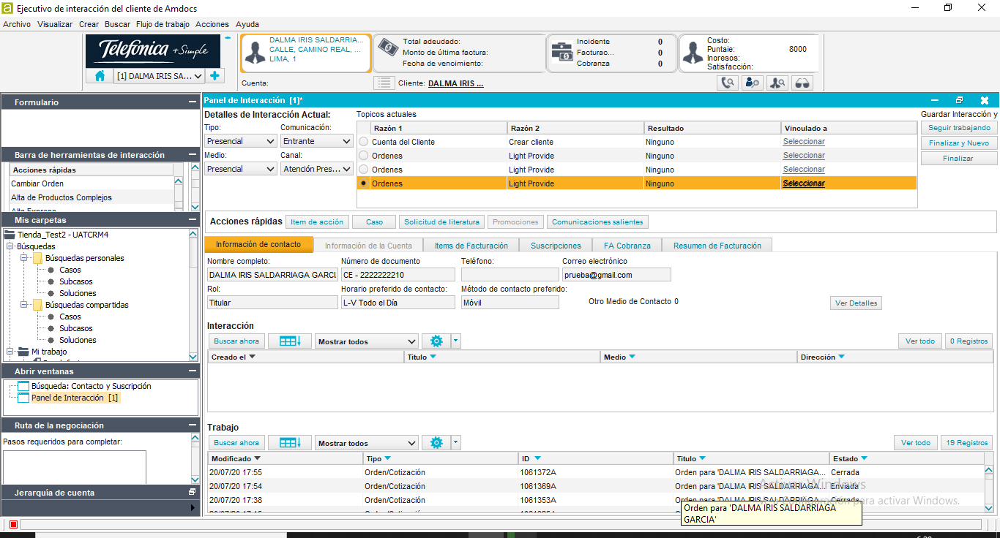 Ejecutivo de interacción del cliente de Amdocs
Archivo Visualizar Crear Buscar Flujo de trabajo Acciones Ayuda
Telefónica +Simple
[1] DALMA IRIS SA...
DALMA IRIS SALDARRIA...
CALLE, CAMINO REAL, ...
LIMA, 1
Total adeudado:
Monto de última factura:
Fecha de vencimiento:
Incidente 0
Facturac... 0
Cobranza 0
Costo:
Puntaie: 8000
Ingresos:
Satisfacción:
Cuenta:
Cliente: DALMA IRIS ...
Formulario
Barra de herramientas de interacción
Acciones rápidas
Cambiar Orden
Alta de Productos Complejos
Alta Express
Mis carpetas
Tienda_Test2 - UATCRM4
Búsquedas
Búsquedas personales
Casos
Subcasos
Soluciones
Búsquedas compartidas
Casos
Subcasos
Soluciones
Mi trabajo
Abrir ventanas
Búsqueda: Contacto y Suscripción
Panel de Interacción [1]
Ruta de la negociación
Pasos requeridos para completar:
Jerarquía de cuenta
Panel de Interacción [1]*
Detalles de Interacción Actual:
Tipo: Comunicación:
Presencial Entrante
Medio: Canal:
Presencial Atención Pres...
Topicos actuales
Razón 1 Razón 2 Resultado Vinculado a
Cuenta del Cliente Crear cliente Ninguno Seleccionar
Ordenes Light Provide Ninguno Seleccionar
Ordenes Light Provide Ninguno Seleccionar
Ordenes Light Provide Ninguno Seleccionar
Guardar Interacción y
Seguir trabajando
Finalizar y Nuevo
Finalizar
Acciones rápidas Item de acción Caso Solicitud de literatura Promociones Comunicaciones salientes
Información de contacto Información de la Cuenta Items de Facturación Suscripciones FA Cobranza Resumen de Facturación
Nombre completo: Número de documento Teléfono: Correo electrónico
DALMA IRIS SALDARRIAGA GARCI CE - 2222222210 prueba@gmail.com
Rol: Horario preferido de contacto: Método de contacto preferido:
Titular L-V Todo el Día Móvil Otro Medio de Contacto 0 Ver Detalles
Interacción
Buscar ahora Mostrar todos Ver todo 0 Registros
Creado el Titulo Medio Dirección
Trabajo
Buscar ahora Mostrar todos Ver todo 19 Registros
Modificado Tipo ID Titulo Estado
20/07/20 17:55 Orden/Cotización 1061372A Orden para 'DALMA IRIS SALDARRIAGA... Cerrada
20/07/20 17:54 Orden/Cotización 1061369A Orden para 'DALMA IRIS SALDARRIAGA... Enviada
20/07/20 17:38 Orden/Cotización 1061353A Orden para 'DALMA IRIS SALDARRIAGA... Cerrada
Activar Windows
para activar Windows.
Orden para 'DALMA IRIS SALDARRIAGA
GARCIA'